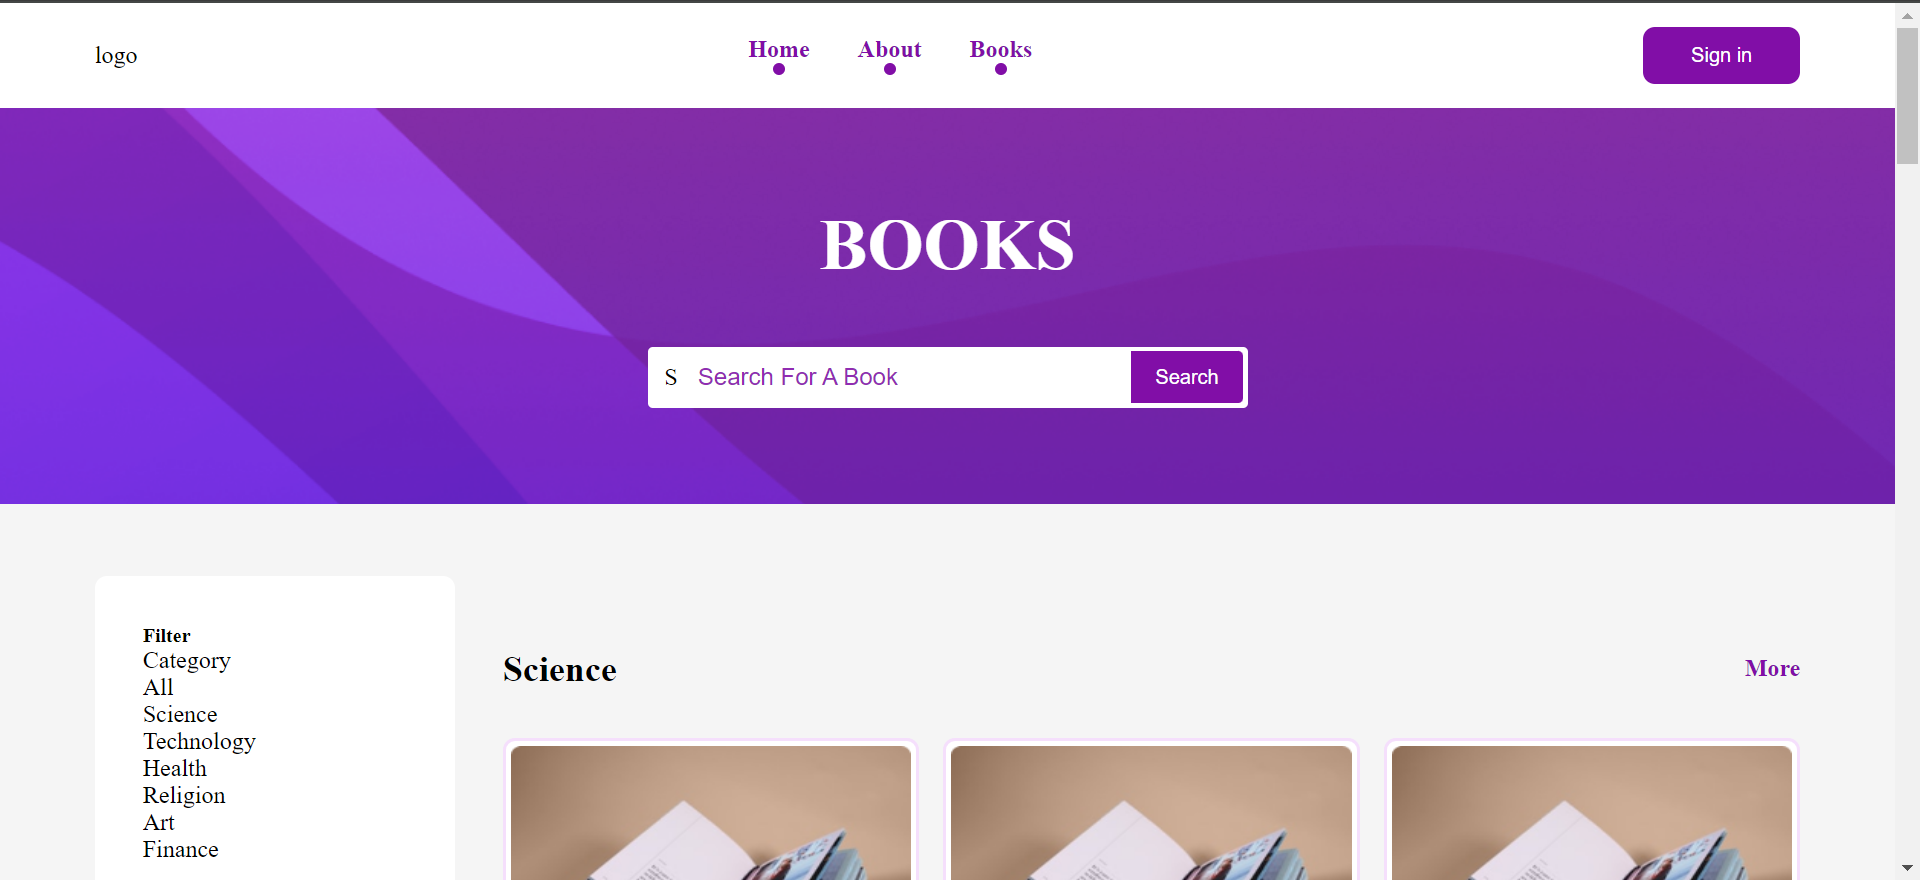 logo
Home
About
Books
Sign in
BOOKS
S
Search For A Book
Search
Filter
Category
All
Science
Technology
Health
Religion
Art
Finance
Science
More